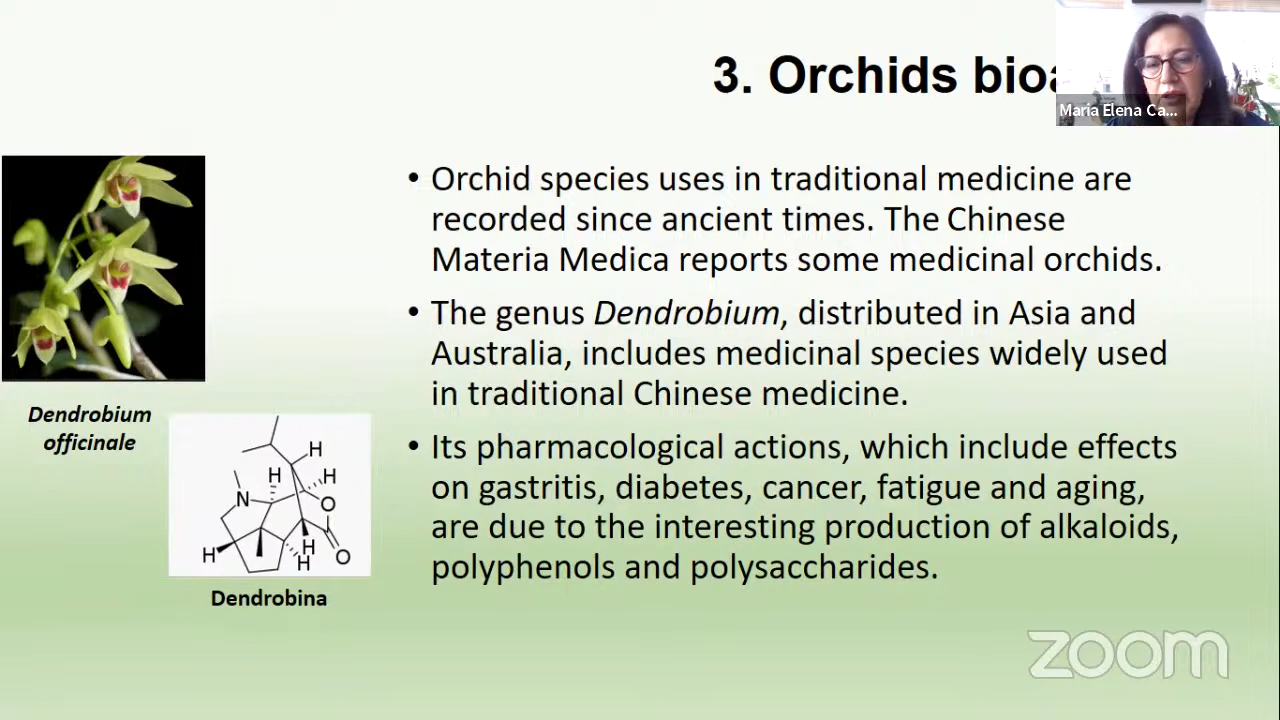 3. Orchids bioa
Maria Elena Ca...
• Orchid species uses in traditional medicine are
recorded since ancient times. The Chinese
Materia Medica reports some medicinal orchids.
• The genus Dendrobium, distributed in Asia and
Australia, includes medicinal species widely used
in traditional Chinese medicine.
• Its pharmacological actions, which include effects
on gastritis, diabetes, cancer, fatigue and aging,
are due to the interesting production of alkaloids,
polyphenols and polysaccharides.
Dendrobium
officinale
H
H
H
N
O
H
H
H
O
Dendrobina
zoom